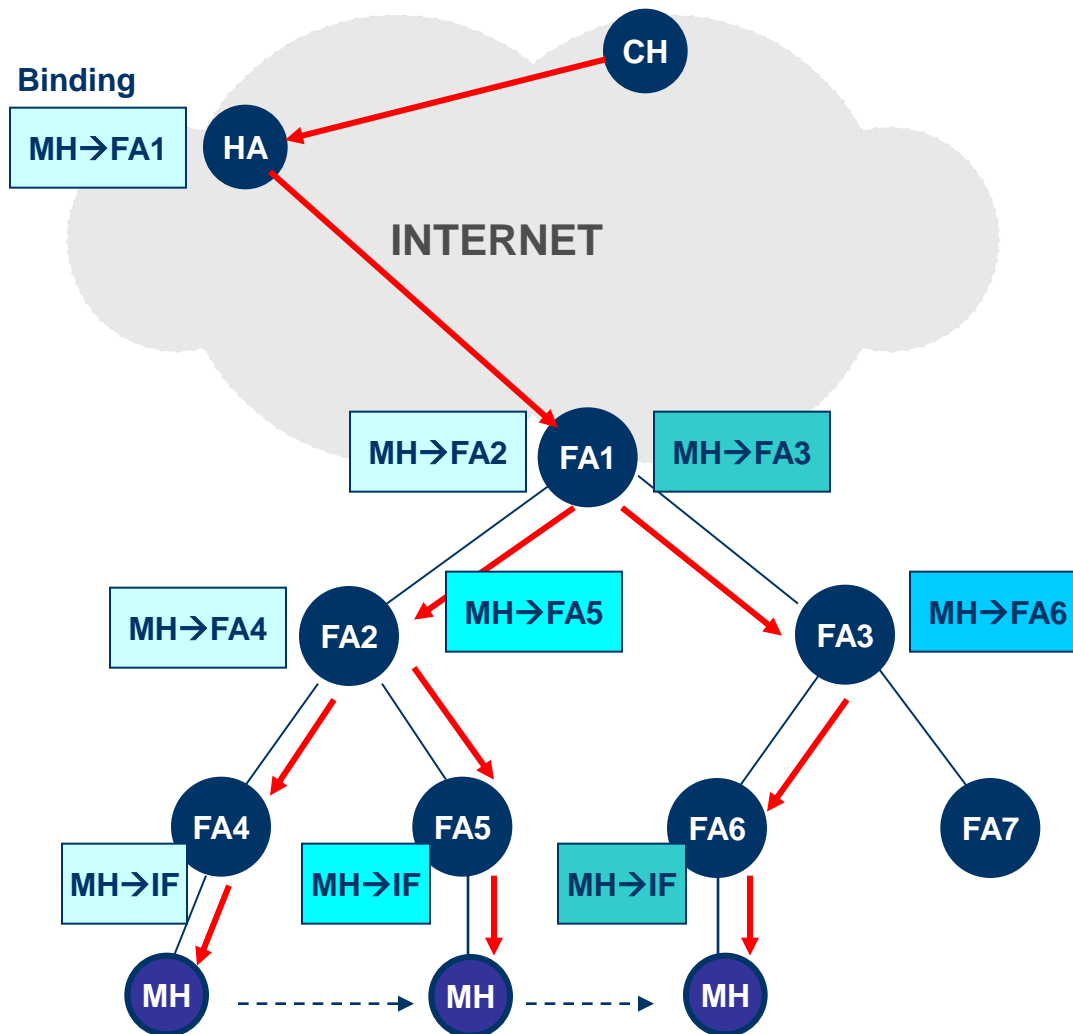 CH
Binding
MH→FA1
HA
INTERNET
MH→FA2
FA1
MH→FA3
MH→FA4
FA2
MH→FA5
FA3
MH→FA6
FA4
FA5
FA6
FA7
MH→IF
MH→IF
MH→IF
MH
MH
MH